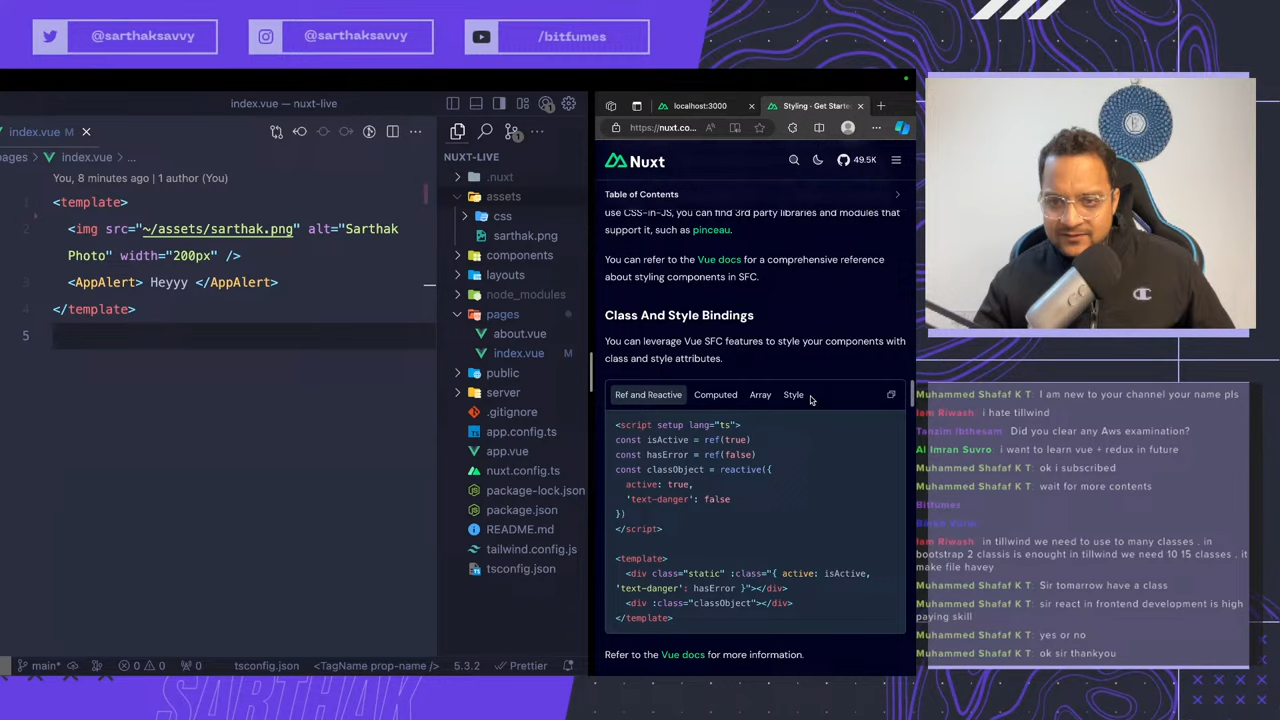 @sarthaksavvy
@sarthaksavvy
/bitfumes
index.vue — nuxt-live
index.vue M
pages > index.vue > ...
You, 8 minutes ago | 1 author (You)
1 <template>
2 <img src="~/assets/sarthak.png" alt="Sarthak
Photo" width="200px" />
3 <AppAlert> Heyyy </AppAlert>
4 </template>
5
NUXT-LIVE
.nuxt
assets
css
sarthak.png
components
layouts
node_modules
pages
about.vue
index.vue M
public
server
.gitignore
app.config.ts
app.vue
nuxt.config.ts
package-lock.json
package.json
README.md
tailwind.config.js
tsconfig.json
main*
0 0
0
tsconfig.json
<TagName prop-name />
5.3.2
Prettier
localhost:3000
Styling · Get Starte
https://nuxt.co...
Nuxt
49.5K
Table of Contents
use CSS-in-JS, you can find 3rd party libraries and modules that
support it, such as pinceau.
You can refer to the Vue docs for a comprehensive reference
about styling components in SFC.
Class And Style Bindings
You can leverage Vue SFC features to style your components with
class and style attributes.
Ref and Reactive Computed Array Style
<script setup lang="ts">
const isActive = ref(true)
const hasError = ref(false)
const classObject = reactive({
active: true,
'text-danger': false
})
</script>
<template>
<div class="static" :class="{ active: isActive,
'text-danger': hasError }"></div>
<div :class="classObject"></div>
</template>
Refer to the Vue docs for more information.
Muhammed Shafaf K T: I am new to your channel your name pls
Iam Riwash: i hate tillwind
Tanzim Ibthesam: Did you clear any Aws examination?
Al Imran Suvro: i want to learn vue + redux in future
Muhammed Shafaf K T: ok i subscribed
Muhammed Shafaf K T: wait for more contents
Bitfumes
Iam Riwash: in tillwind we need to use to many classes . in
bootstrap 2 classis is enought in tillwind we need 10 15 classes . it
make file havey
Muhammed Shafaf K T: Sir tomorrow have a class
Muhammed Shafaf K T: sir react in frontend development is high
paying skill
Muhammed Shafaf K T: yes or no
Muhammed Shafaf K T: ok sir thankyou
SARTHAK